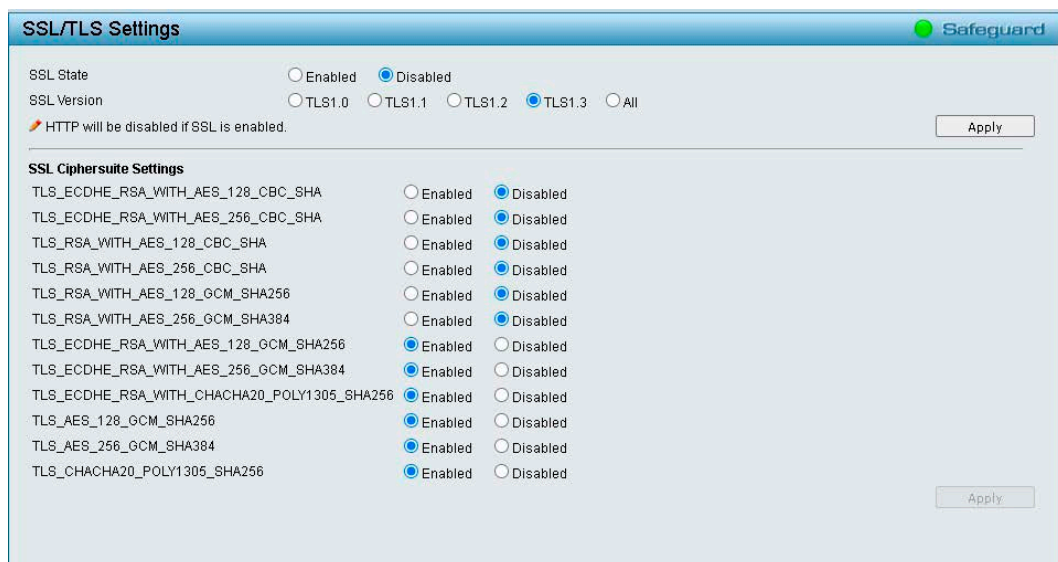 SSL/TLS Settings Safeguard
SSL State Enabled Disabled
SSL Version TLS1.0 TLS1.1 TLS1.2 TLS1.3 All
HTTP will be disabled if SSL is enabled. Apply
SSL Ciphersuite Settings
TLS_ECDHE_RSA_WITH_AES_128_CBC_SHA Enabled Disabled
TLS_ECDHE_RSA_WITH_AES_256_CBC_SHA Enabled Disabled
TLS_RSA_WITH_AES_128_CBC_SHA Enabled Disabled
TLS_RSA_WITH_AES_256_CBC_SHA Enabled Disabled
TLS_RSA_WITH_AES_128_GCM_SHA256 Enabled Disabled
TLS_RSA_WITH_AES_256_GCM_SHA384 Enabled Disabled
TLS_ECDHE_RSA_WITH_AES_128_GCM_SHA256 Enabled Disabled
TLS_ECDHE_RSA_WITH_AES_256_GCM_SHA384 Enabled Disabled
TLS_ECDHE_RSA_WITH_CHACHA20_POLY1305_SHA256 Enabled Disabled
TLS_AES_128_GCM_SHA256 Enabled Disabled
TLS_AES_256_GCM_SHA384 Enabled Disabled
TLS_CHACHA20_POLY1305_SHA256 Enabled Disabled
Apply